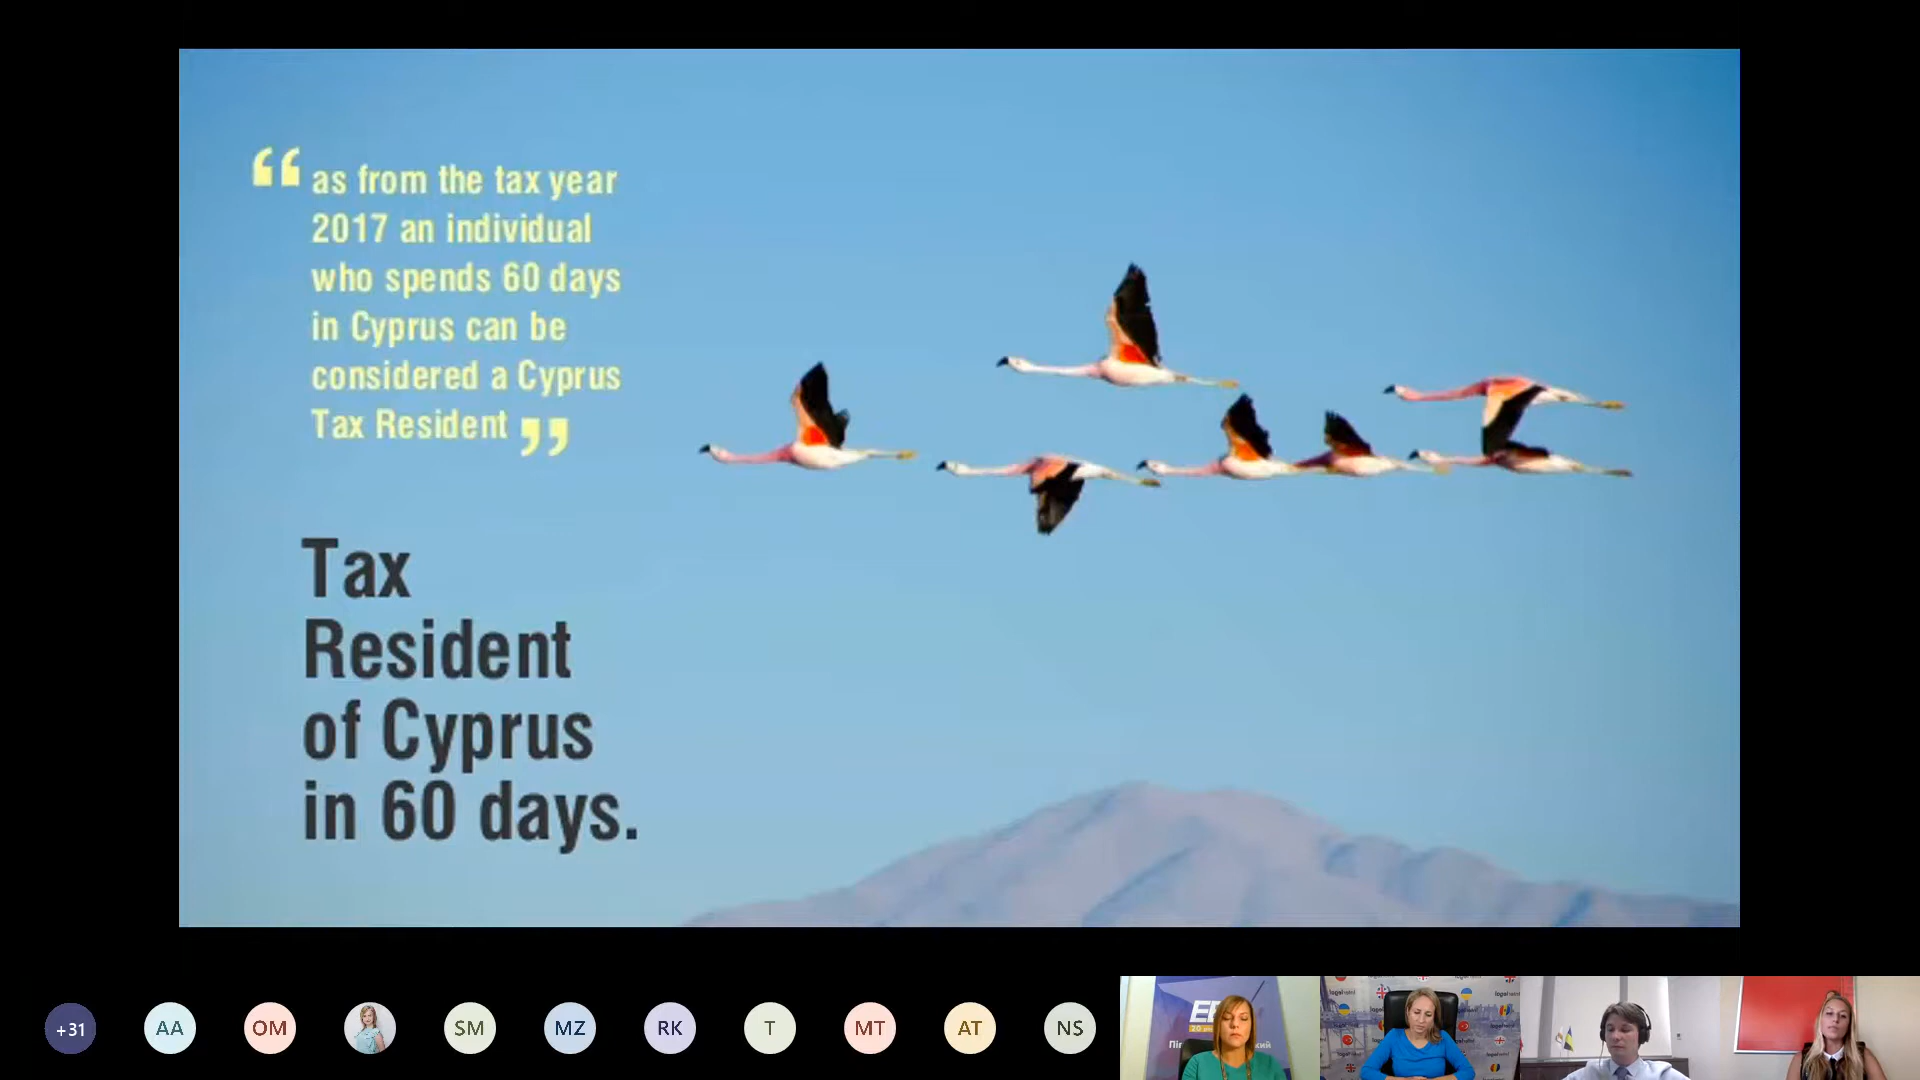 “ as from the tax year
2017 an individual
who spends 60 days
in Cyprus can be
considered a Cyprus
Tax Resident ”
Tax
Resident
of Cyprus
in 60 days.
+31
AA
OM
SM
MZ
RK
T
MT
AT
NS